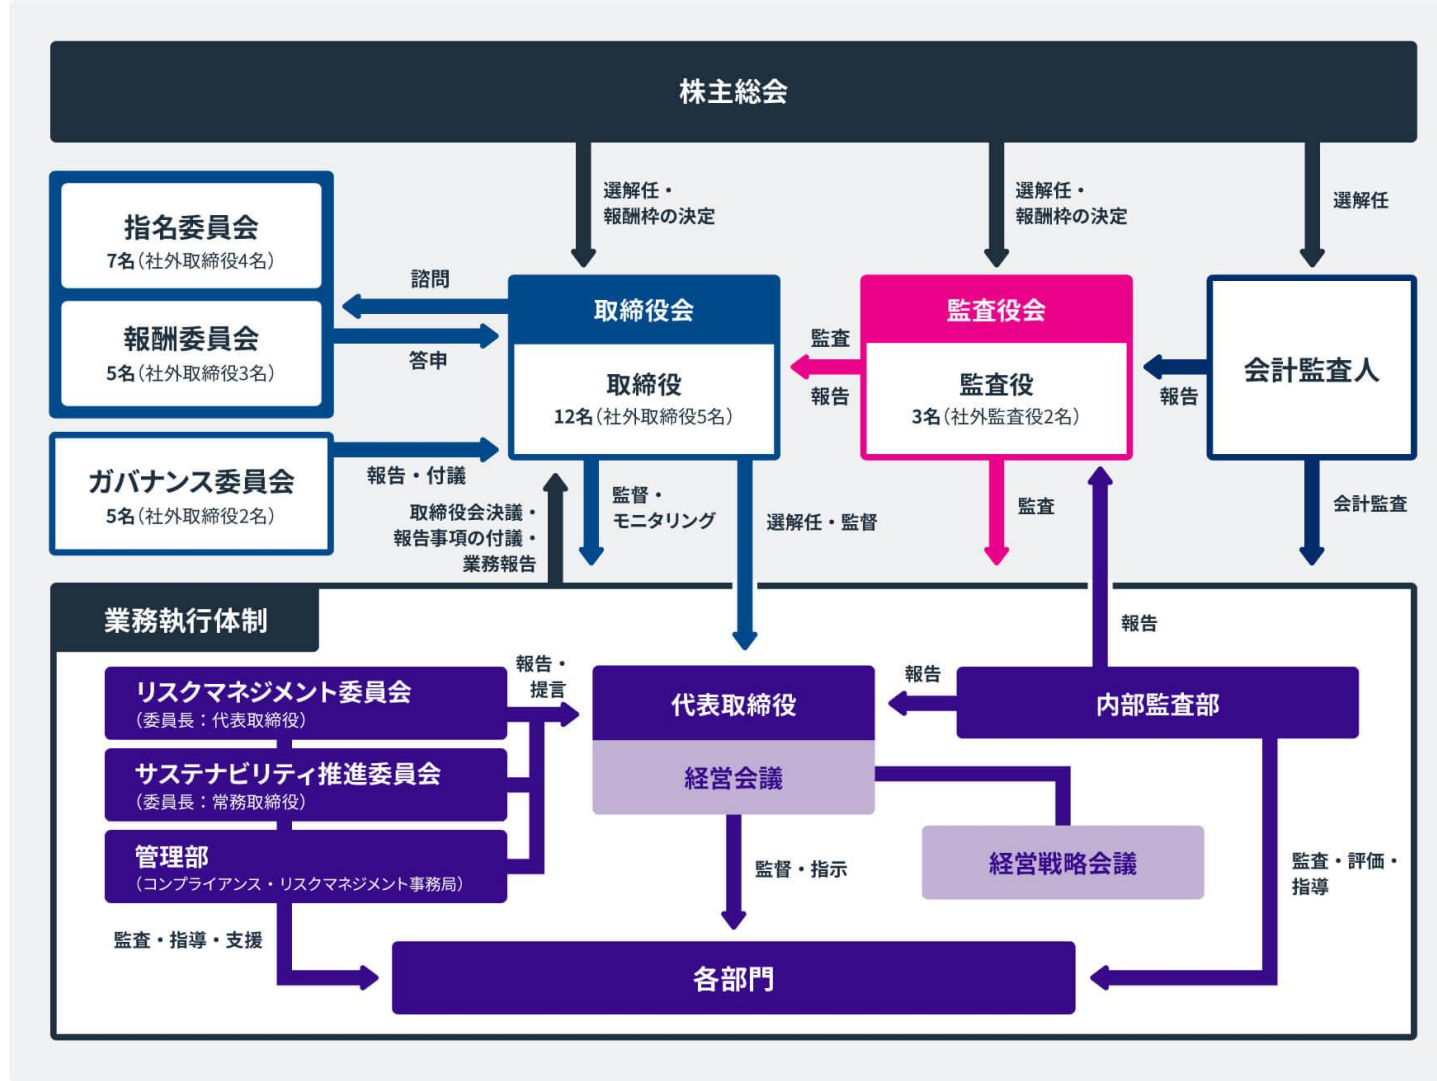 株主総会
選解任・
報酬枠の決定
選解任・
報酬枠の決定
選解任
指名委員会
7名(社外取締役4名)
報酬委員会
5名(社外取締役3名)
諮問
答申
取締役会
取締役
12名(社外取締役5名)
監査
報告
監査役会
監査役
3名(社外監査役2名)
報告
会計監査人
ガバナンス委員会
5名(社外取締役2名)
報告・付議
取締役会決議・
報告事項の付議・
業務報告
監督・
モニタリング
選解任・監督
監査
会計監査
業務執行体制
報告
リスクマネジメント委員会
(委員長：代表取締役)
サステナビリティ推進委員会
(委員長：常務取締役)
管理部
(コンプライアンス・リスクマネジメント事務局)
報告・
提言
代表取締役
経営会議
報告
内部監査部
経営戦略会議
監督・指示
監査・評価・
指導
監査・指導・支援
各部門